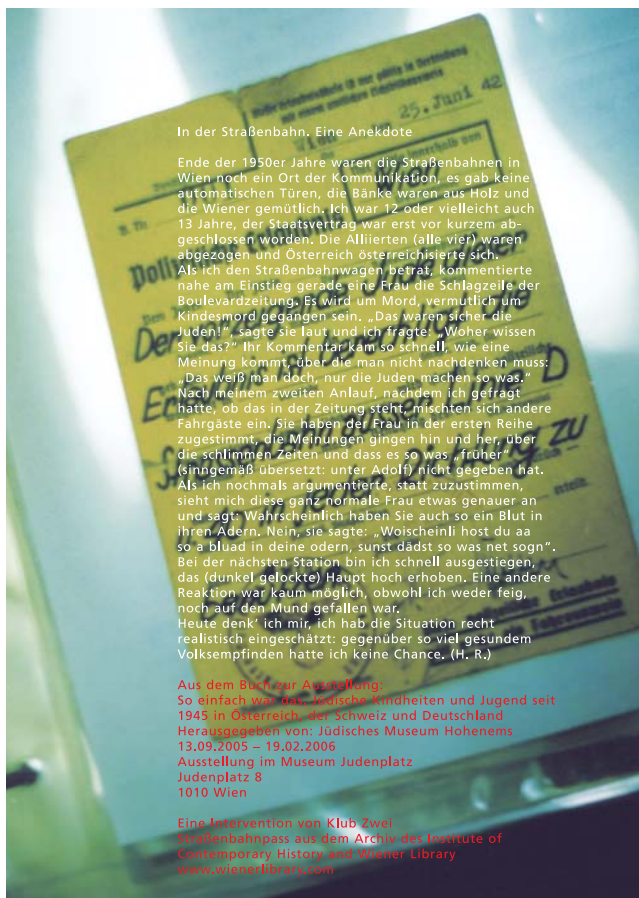 25. Juni 42
innerhalb von
In der Straßenbahn. Eine Anekdote
Ende der 1950er Jahre waren die Straßenbahnen in
Wien noch ein Ort der Kommunikation, es gab keine
automatischen Türen, die Bänke waren aus Holz und
die Wiener gemütlich. Ich war 12 oder vielleicht auch
13 Jahre, der Staatsvertrag war erst vor kurzem ab-
geschlossen worden. Die Alliierten (alle vier) waren
abgezogen und Österreich österreichisierte sich.
Als ich den Straßenbahnwagen betrat, kommentierte
nahe am Einstieg gerade eine Frau die Schlagzeile der
Boulevardzeitung. Es wird um Mord, vermutlich um
Kindesmord gegangen sein. „Das waren sicher die
Juden!“, sagte sie laut und ich fragte: „Woher wissen
Sie das?“ Ihr Kommentar kam so schnell, wie eine
Meinung kommt, über die man nicht nachdenken muss:
„Das weiß man doch, nur die Juden machen so was.“
Nach meinem zweiten Anlauf, nachdem ich gefragt
hatte, ob das in der Zeitung steht, mischten sich andere
Fahrgäste ein. Sie haben der Frau in der ersten Reihe
zugestimmt, die Meinungen gingen hin und her, über
die schlimmen Zeiten und dass es so was „früher“
(sinngemäß übersetzt: unter Adolf) nicht gegeben hat.
Als ich nochmals argumentierte, statt zuzustimmen,
sieht mich diese ganz normale Frau etwas genauer an
und sagt: Wahrscheinlich haben Sie auch so ein Blut in
ihren Adern. Nein, sie sagte: „Woischeinli host du aa
so a bluad in deine odern, sunst dädst so was net sogn“.
Bei der nächsten Station bin ich schnell ausgestiegen,
das (dunkel gelockte) Haupt hoch erhoben. Eine andere
Reaktion war kaum möglich, obwohl ich weder feig,
noch auf den Mund gefallen war.
Heute denk’ ich mir, ich hab die Situation recht
realistisch eingeschätzt: gegenüber so viel gesundem
Volksempfinden hatte ich keine Chance. (H. R.)
Aus dem Buch zur Ausstellung:
So einfach war das. Jüdische Kindheiten und Jugend seit
1945 in Österreich, der Schweiz und Deutschland
Herausgegeben von: Jüdisches Museum Hohenems
13.09.2005 – 19.02.2006
Ausstellung im Museum Judenplatz
Judenplatz 8
1010 Wien
Eine Intervention von Klub Zwei
Straßenbahnpass aus dem Archiv des Institute of
Contemporary History and Wiener Library
www.wienerlibrary.com